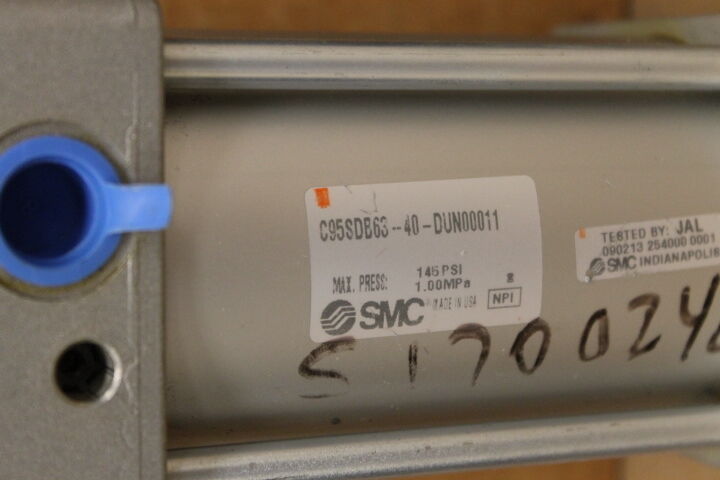 C95SDB63-40-DUN00011
MAX. PRESS: 145 PSI
1.00MPa
SMC MADE IN USA NPI
TESTED BY: JAL
090213 254000 0001
SMC INDIANAPOLIS
S170024